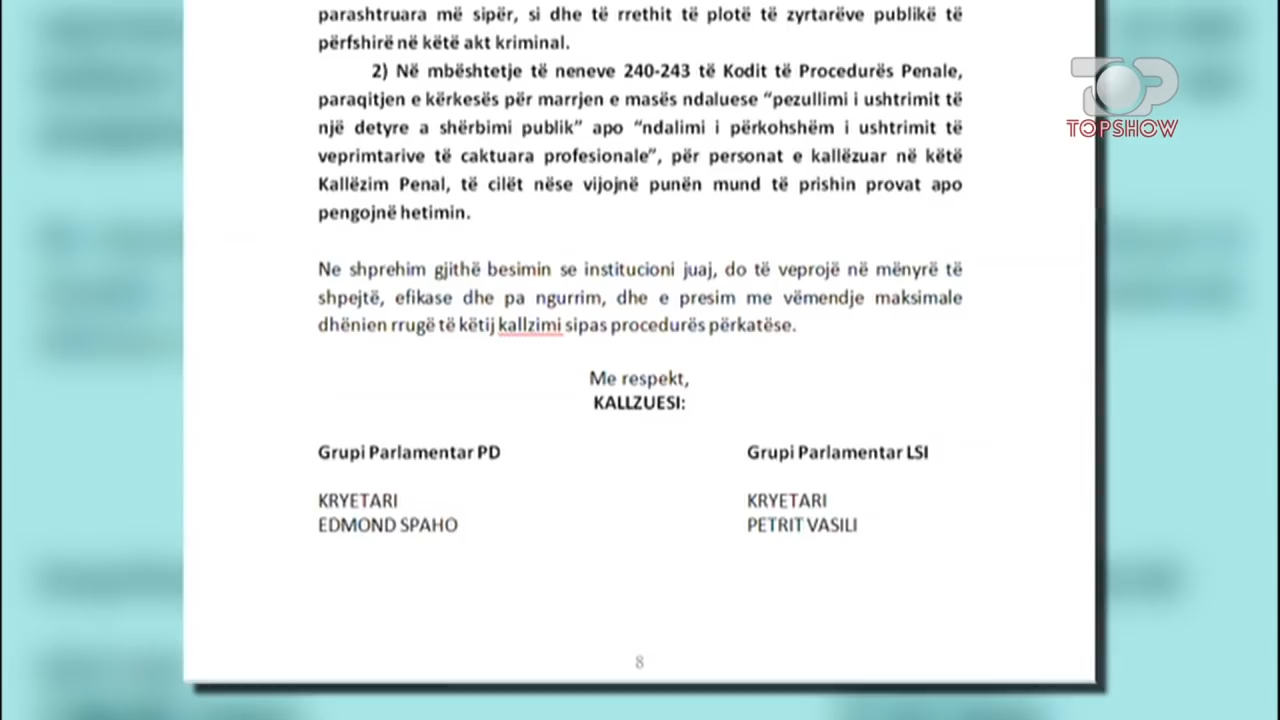 parashtruara më sipër, si dhe të rrethit të plotë të zyrtarëve publikë të
përfshirë në këtë akt kriminal.
2) Në mbështetje të neneve 240-243 të Kodit të Procedurës Penale,
paraqitjen e kërkesës për marrjen e masës ndaluese "pezullimi i ushtrimit të
një detyre a shërbimi publik" apo "ndalimi i përkohshëm i ushtrimit të
veprimtarive të caktuara profesionale", për personat e kallëzuar në këtë
Kallëzim Penal, të cilët nëse vijojnë punën mund të prishin provat apo
pengojnë hetimin.
Ne shprehim gjithë besimin se institucioni juaj, do të veprojë në mënyrë të
shpejtë, efikase dhe pa ngurrim, dhe e presim me vëmendje maksimale
dhënien rrugë të këtij kallzimi sipas procedurës përkatëse.
Me respekt,
KALLZUESI:
Grupi Parlamentar PD
Grupi Parlamentar LSI
KRYETARI
KRYETARI
EDMOND SPAHO
PETRIT VASILI
8
TOP
TOPSHOW